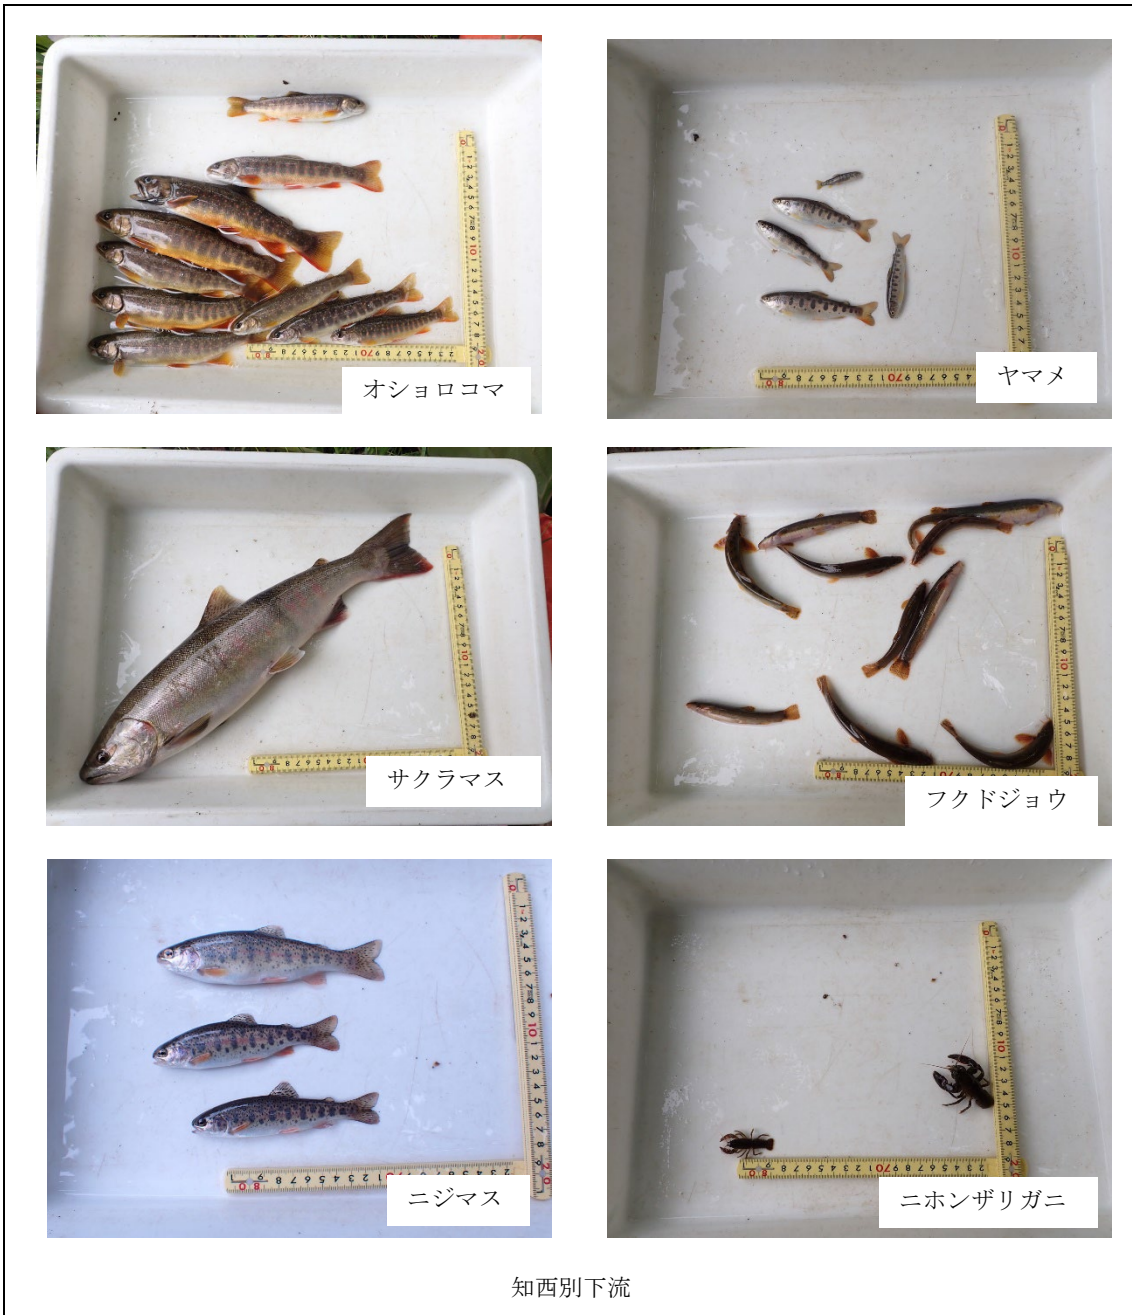 オショロコマ
ヤマメ
サクラマス
フクドジョウ
ニジマス
ニホンザリガニ
知西別下流